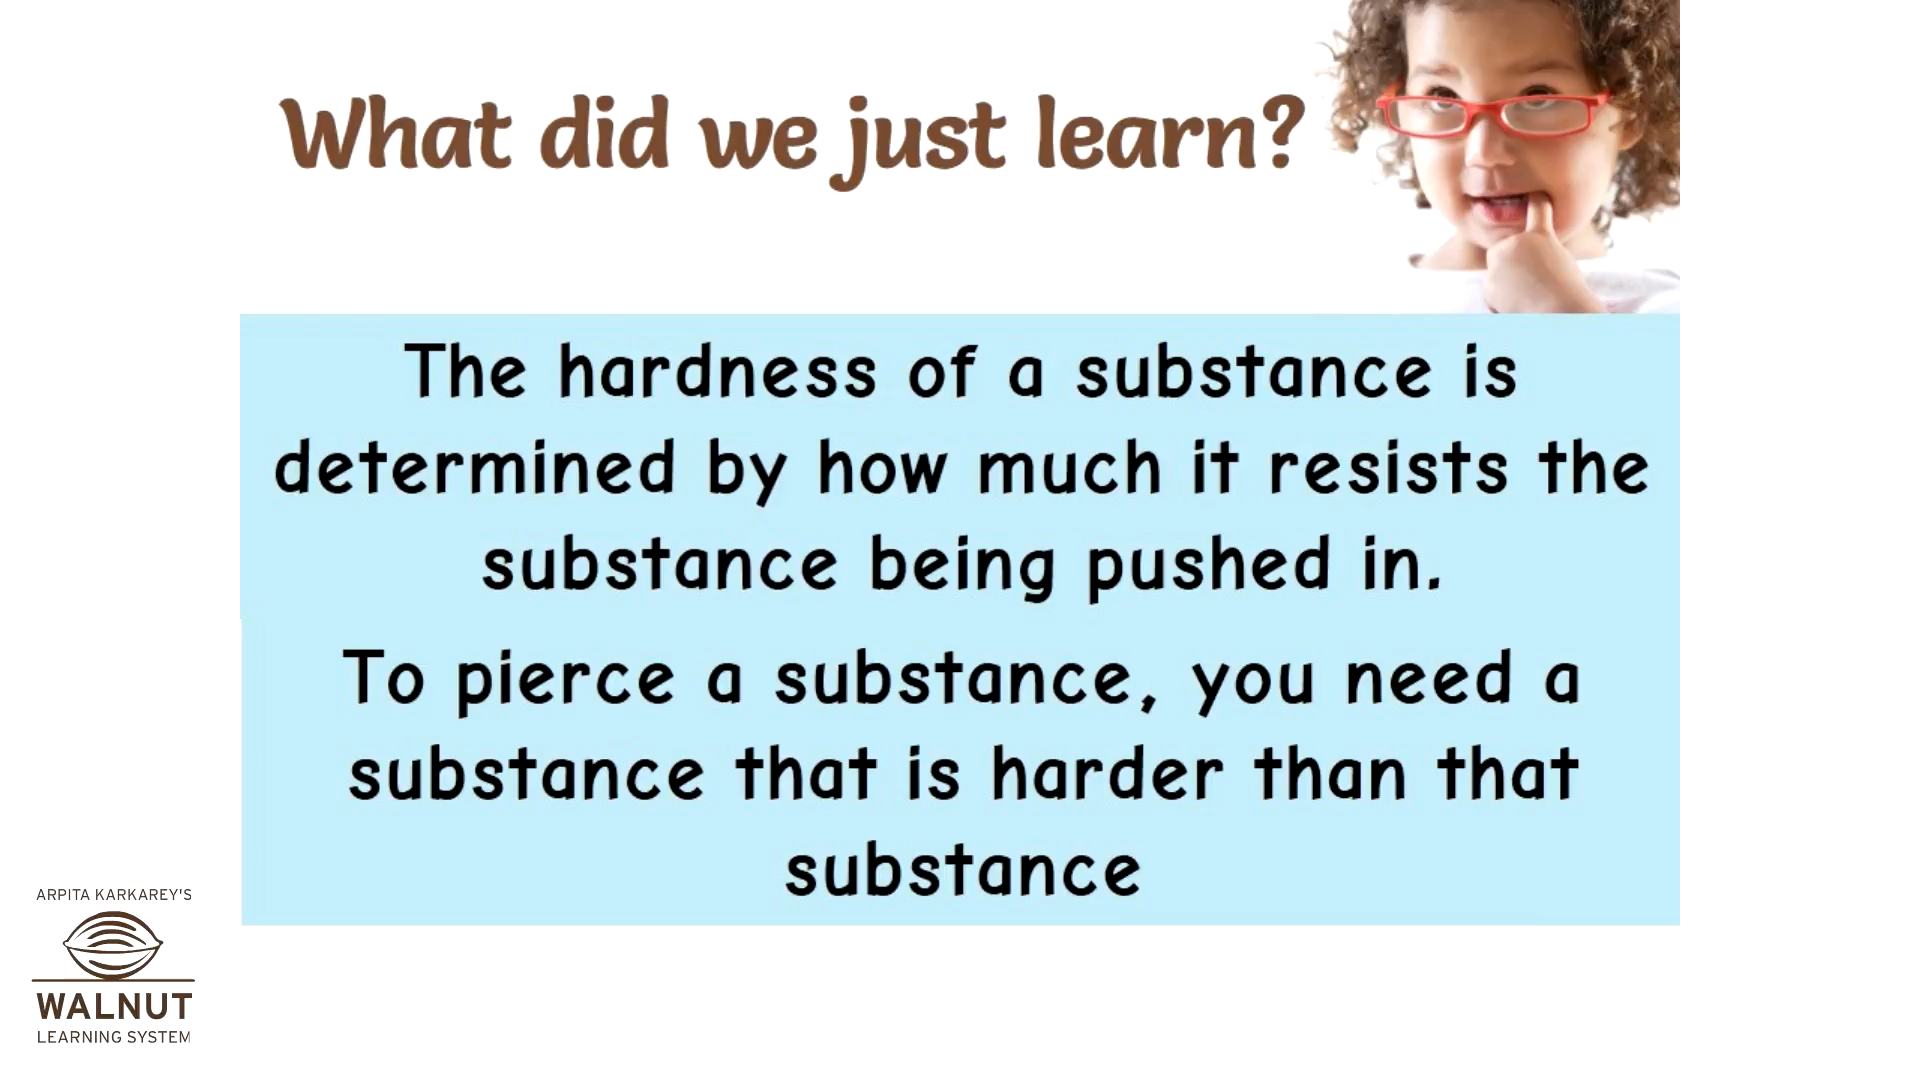 What did we just learn?
The hardness of a substance is
determined by how much it resists the
substance being pushed in.
To pierce a substance, you need a
substance that is harder than that
substance
ARPITA KARKAREY'S
WALNUT
LEARNING SYSTEM